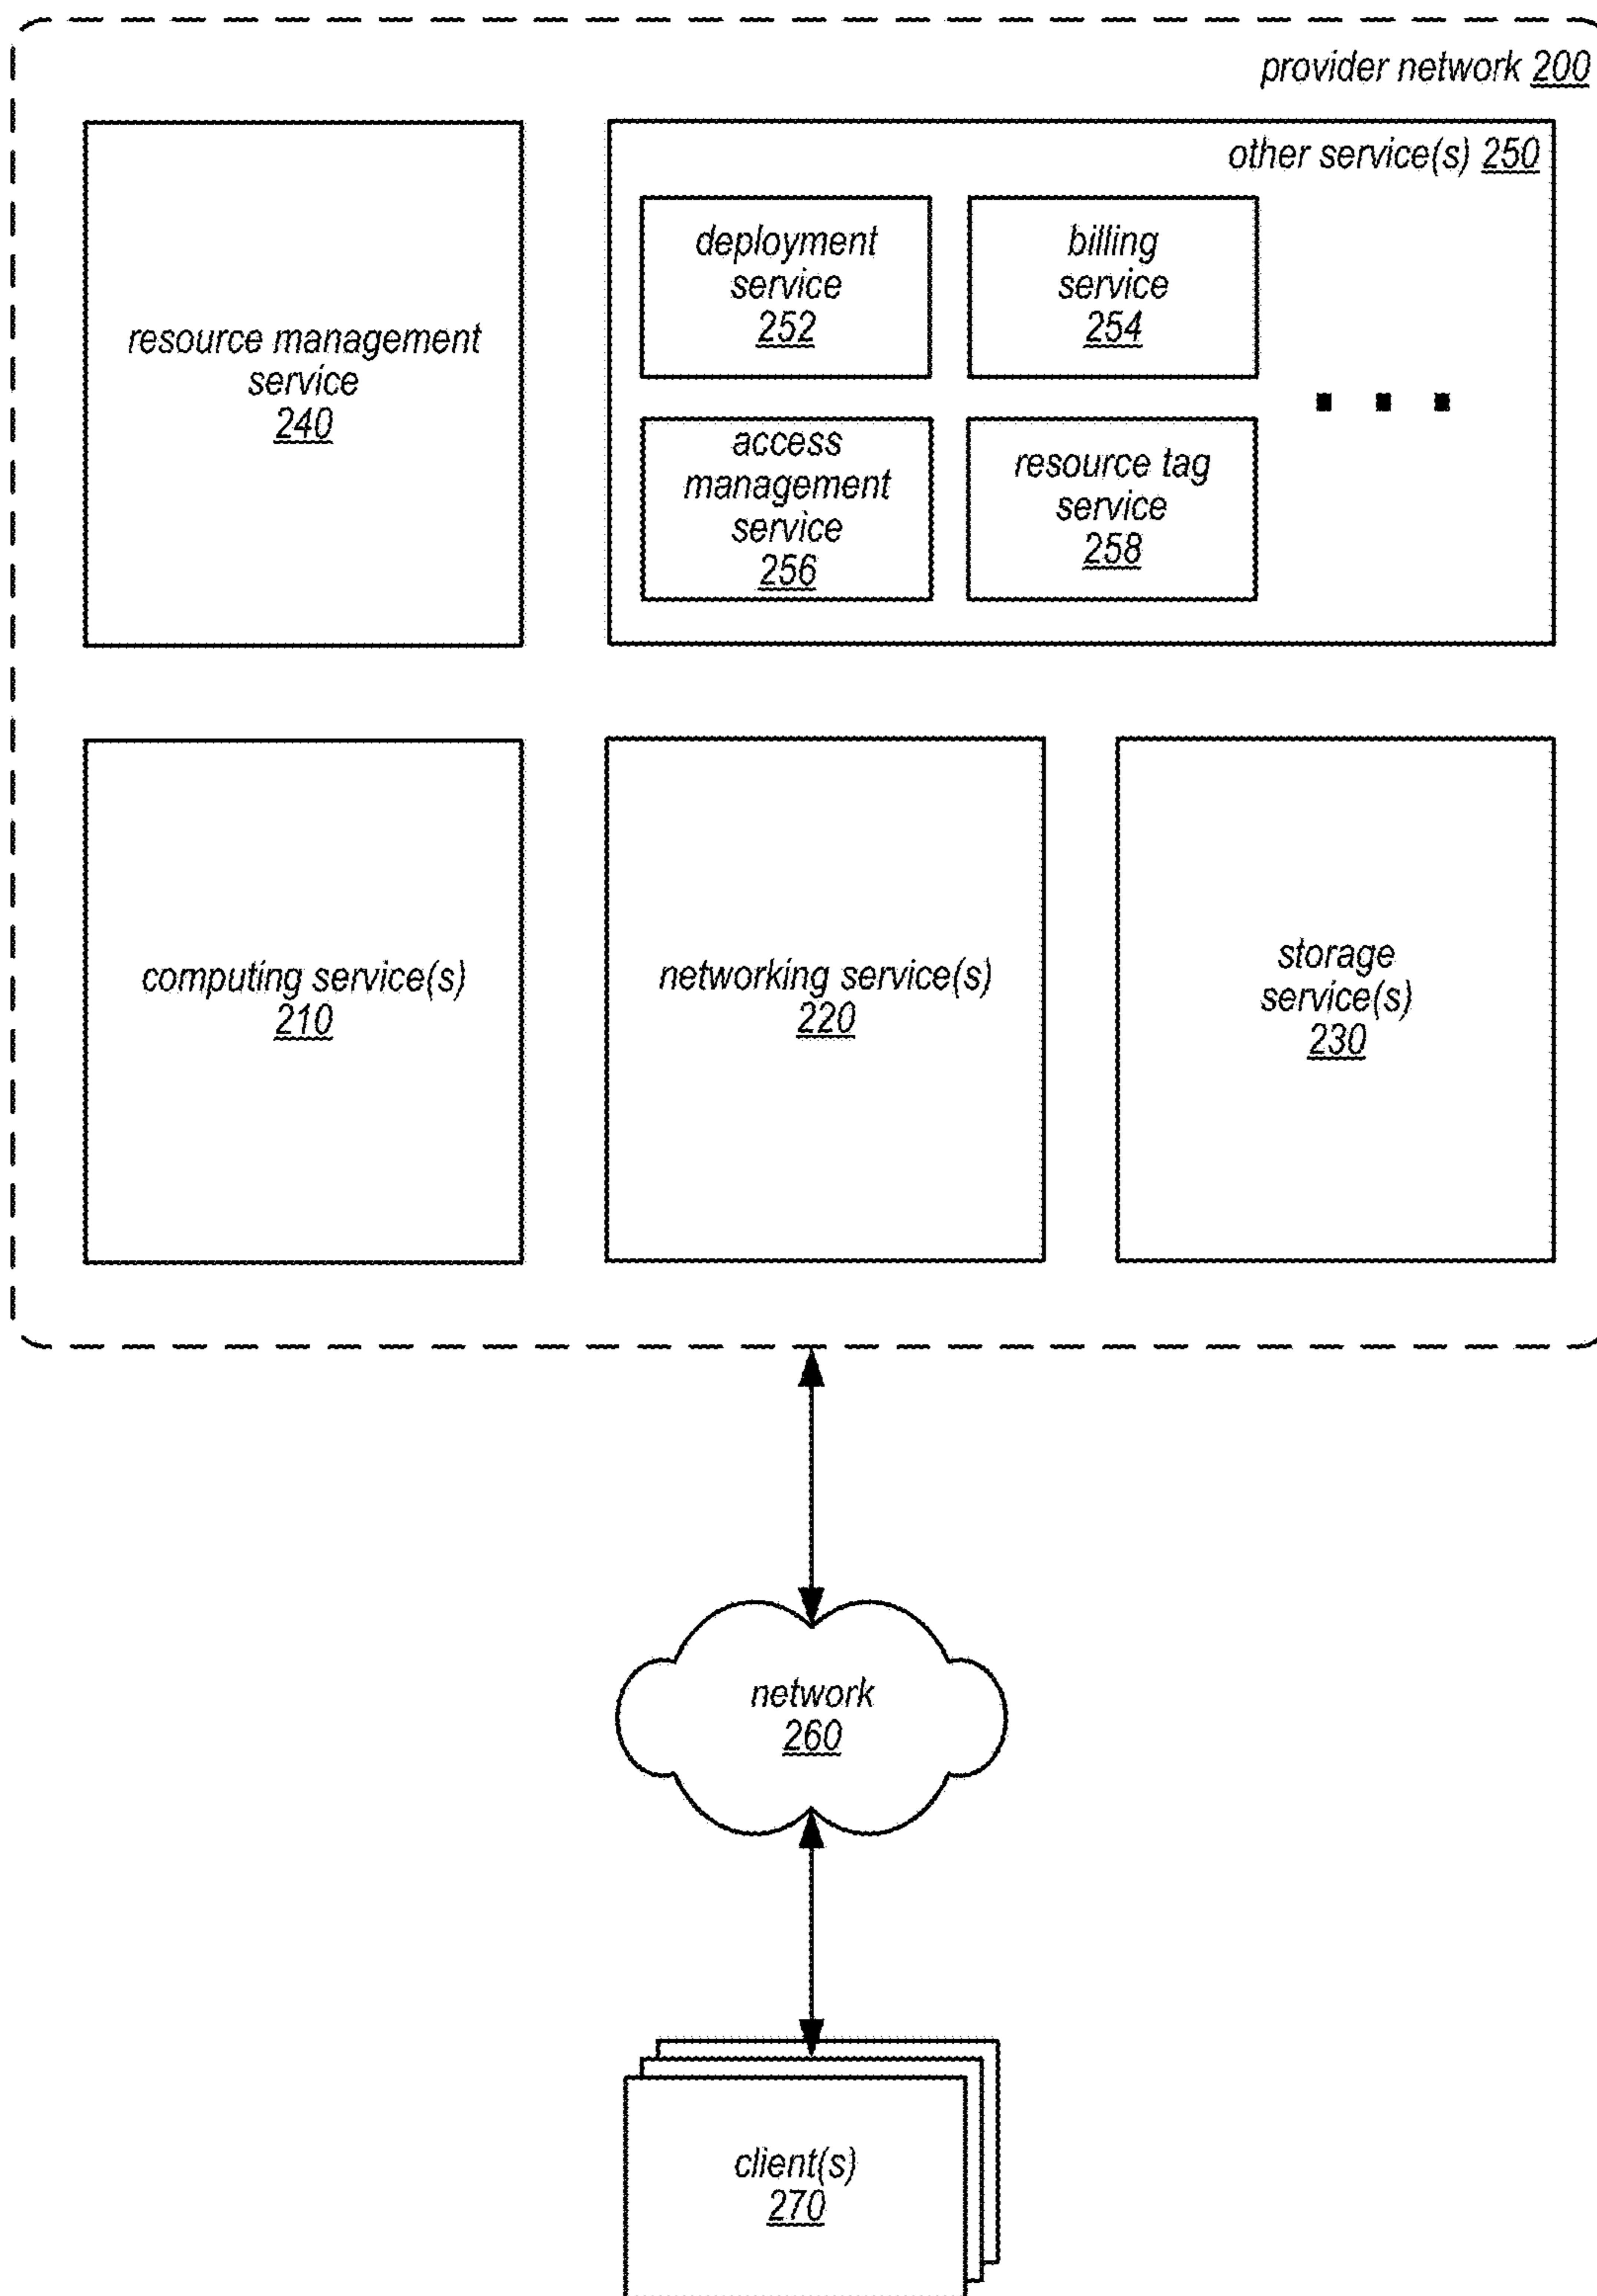 provider network 200
other service(s) 250
resource management
service
240
deployment
service
252
billing
service
254
access
management
service
256
resource tag
service
258
computing service(s)
210
networking service(s)
220
storage
service(s)
230
network
260
client(s)
270